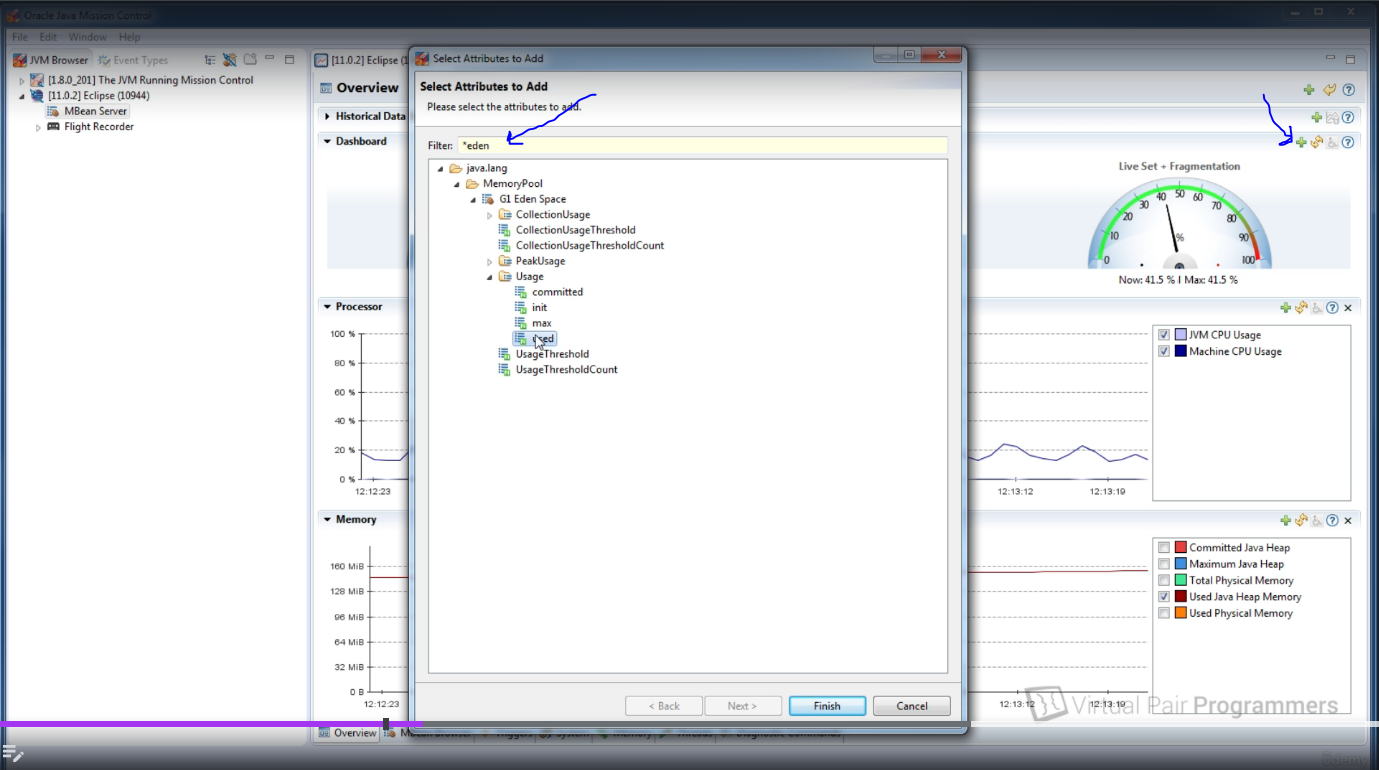 Oracle Java Mission Control
File Edit Window Help
JVM Browser Event Types
[1.8.0_201] The JVM Running Mission Control
[11.0.2] Eclipse (10944)
MBean Server
Flight Recorder
[11.0.2] Eclipse (1
Overview
Historical Data
Dashboard
Live Set + Fragmentation
0 10 20 30 40 50 60 70 80 90 100
%
Now: 41.5 % | Max: 41.5 %
Processor
100 %
80 %
60 %
40 %
20 %
0 %
12:12:23 12:13:12 12:13:19
JVM CPU Usage
Machine CPU Usage
Memory
160 MiB
128 MiB
96 MiB
64 MiB
32 MiB
0 B
12:12:23 12:13:12 12:13:19
Committed Java Heap
Maximum Java Heap
Total Physical Memory
Used Java Heap Memory
Used Physical Memory
Overview
Select Attributes to Add
Select Attributes to Add
Please select the attributes to add.
Filter: *eden
java.lang
MemoryPool
G1 Eden Space
CollectionUsage
CollectionUsageThreshold
CollectionUsageThresholdCount
PeakUsage
Usage
committed
init
max
used
UsageThreshold
UsageThresholdCount
< Back Next > Finish Cancel
Virtual Pair Programmers
Udemy